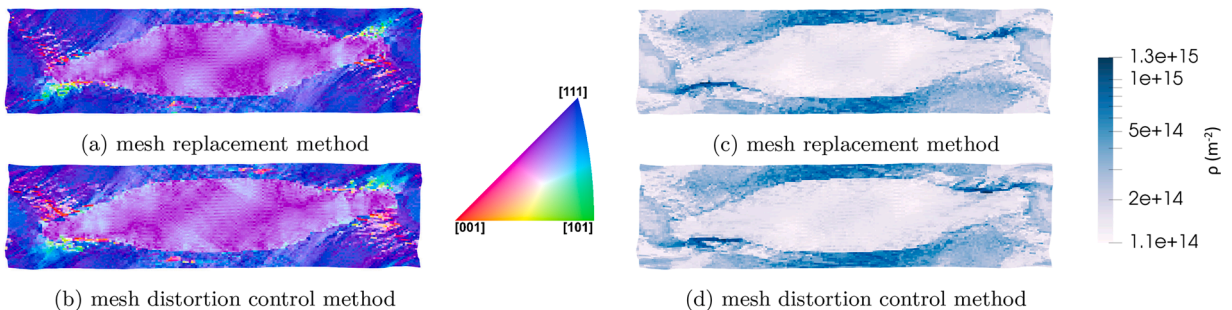 (a) mesh replacement method
(b) mesh distortion control method
[111]
[001]
[101]
(c) mesh replacement method
(d) mesh distortion control method
1.3e+15
1e+15
5e+14
2e+14
1.1e+14
ρ (m⁻²)